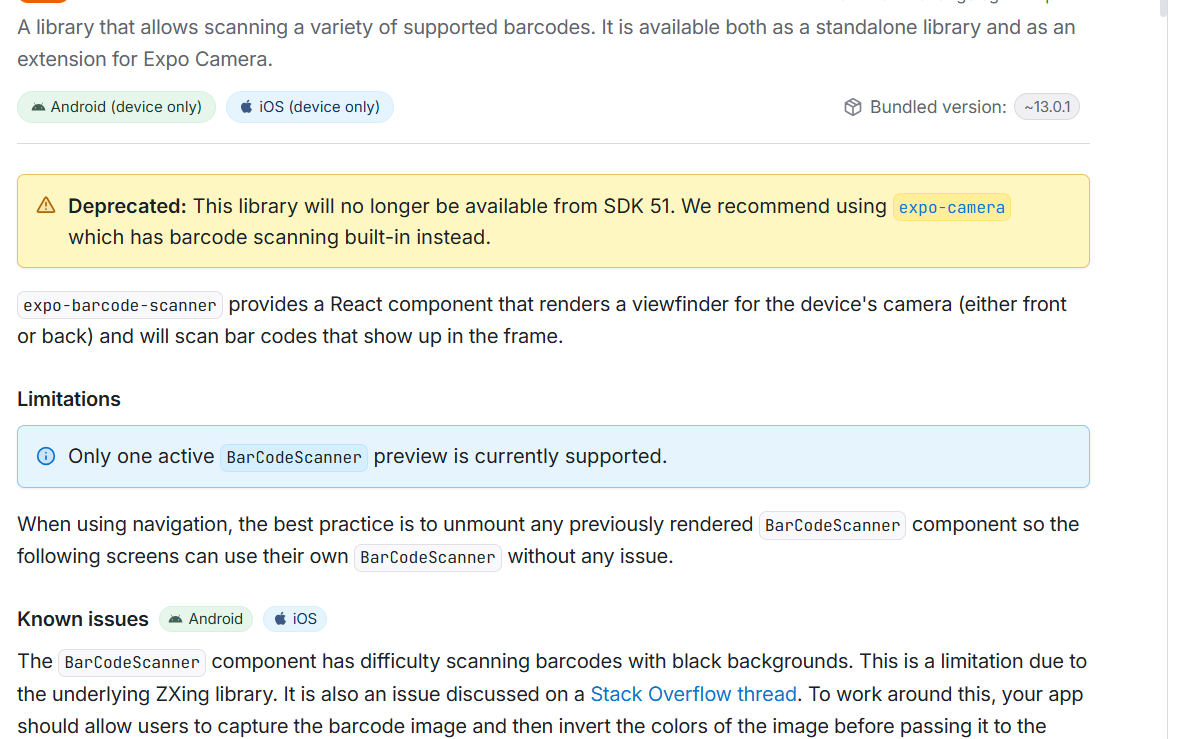 A library that allows scanning a variety of supported barcodes. It is available both as a standalone library and as an
extension for Expo Camera.
Android (device only) iOS (device only) Bundled version: ~13.0.1
Deprecated: This library will no longer be available from SDK 51. We recommend using expo-camera
which has barcode scanning built-in instead.
expo-barcode-scanner provides a React component that renders a viewfinder for the device's camera (either front
or back) and will scan bar codes that show up in the frame.
Limitations
Only one active BarCodeScanner preview is currently supported.
When using navigation, the best practice is to unmount any previously rendered BarCodeScanner component so the
following screens can use their own BarCodeScanner without any issue.
Known issues Android iOS
The BarCodeScanner component has difficulty scanning barcodes with black backgrounds. This is a limitation due to
the underlying ZXing library. It is also an issue discussed on a Stack Overflow thread. To work around this, your app
should allow users to capture the barcode image and then invert the colors of the image before passing it to the